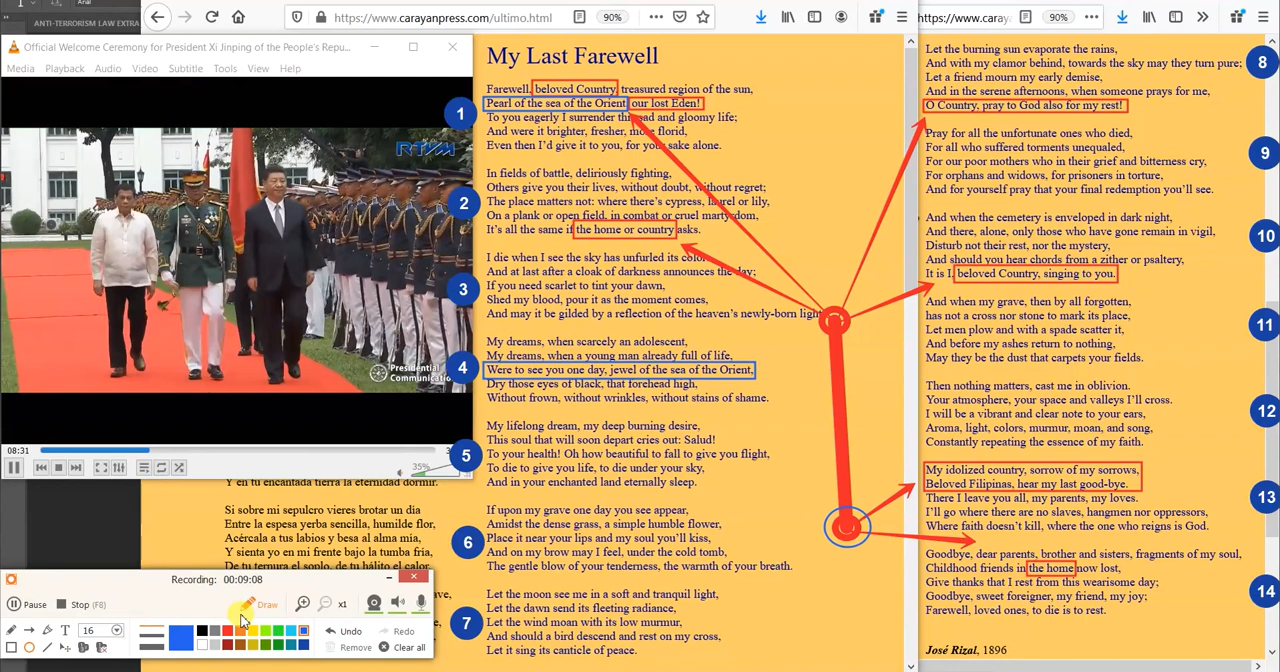 ANTI-TERRORISM LAW EXTRA
Arial
https://www.carayanpress.com/ultimo.html
90%
https://www.caray
90%
Official Welcome Ceremony for President Xi Jinping of the People's Repu...
Media Playback Audio Video Subtitle Tools View Help
RTVM
Presidential
Communicatio
08:31
35%
My Last Farewell
Farewell, beloved Country, treasured region of the sun,
Pearl of the sea of the Orient, our lost Eden!
To you eagerly I surrender this sad and gloomy life;
And were it brighter, fresher, more florid,
Even then I'd give it to you, for your sake alone.
1
In fields of battle, deliriously fighting,
Others give you their lives, without doubt, without regret;
The place matters not: where there's cypress, laurel or lily,
On a plank or open field, in combat or cruel martyrdom,
It's all the same if the home or country asks.
2
I die when I see the sky has unfurled its colors
And at last after a cloak of darkness announces the day;
If you need scarlet to tint your dawn,
Shed my blood, pour it as the moment comes,
And may it be gilded by a reflection of the heaven's newly-born light
3
My dreams, when scarcely an adolescent,
My dreams, when a young man already full of life,
Were to see you one day, jewel of the sea of the Orient,
Dry those eyes of black, that forehead high,
Without frown, without wrinkles, without stains of shame.
4
My lifelong dream, my deep burning desire,
This soul that will soon depart cries out: Salud!
To your health! Oh how beautiful to fall to give you flight,
To die to give you life, to die under your sky,
And in your enchanted land eternally sleep.
5
If upon my grave one day you see appear,
Amidst the dense grass, a simple humble flower,
Place it near your lips and my soul you'll kiss,
And on my brow may I feel, under the cold tomb,
The gentle blow of your tenderness, the warmth of your breath.
6
Let the moon see me in a soft and tranquil light,
Let the dawn send its fleeting radiance,
Let the wind moan with its low murmur,
And should a bird descend and rest on my cross,
Let it sing its canticle of peace.
7
Let the burning sun evaporate the rains,
And with my clamor behind, towards the sky may they turn pure;
Let a friend mourn my early demise,
And in the serene afternoons, when someone prays for me,
O Country, pray to God also for my rest!
8
Pray for all the unfortunate ones who died,
For all who suffered torments unequaled,
For our poor mothers who in their grief and bitterness cry,
For orphans and widows, for prisoners in torture,
And for yourself pray that your final redemption you'll see.
9
And when the cemetery is enveloped in dark night,
And there, alone, only those who have gone remain in vigil,
Disturb not their rest, nor the mystery,
And should you hear chords from a zither or psaltery,
It is I, beloved Country, singing to you.
10
And when my grave, then by all forgotten,
has not a cross nor stone to mark its place,
Let men plow and with a spade scatter it,
And before my ashes return to nothing,
May they be the dust that carpets your fields.
11
Then nothing matters, cast me in oblivion.
Your atmosphere, your space and valleys I'll cross.
I will be a vibrant and clear note to your ears,
Aroma, light, colors, murmur, moan, and song,
Constantly repeating the essence of my faith.
12
My idolized country, sorrow of my sorrows,
Beloved Filipinas, hear my last good-bye.
There I leave you all, my parents, my loves.
I'll go where there are no slaves, hangmen nor oppressors,
Where faith doesn't kill, where the one who reigns is God.
13
Goodbye, dear parents, brother and sisters, fragments of my soul,
Childhood friends in the home now lost,
Give thanks that I rest from this wearisome day;
Goodbye, sweet foreigner, my friend, my joy;
Farewell, loved ones, to die is to rest.
14
José Rizal, 1896
Y en tu encantada tierra la eternidad dormir.
Si sobre mi sepulcro vieres brotar un día
Entre la espesa yerba sencilla, humilde flor,
Acércala a tus labios y besa al alma mía,
Y sienta yo en mi frente bajo la tumba fría,
De tu ternura el soplo, de tu hálito el calor.
Recording: 00:09:08
Pause Stop (F8) Draw x1
T 16 Undo Redo
Remove Clear all